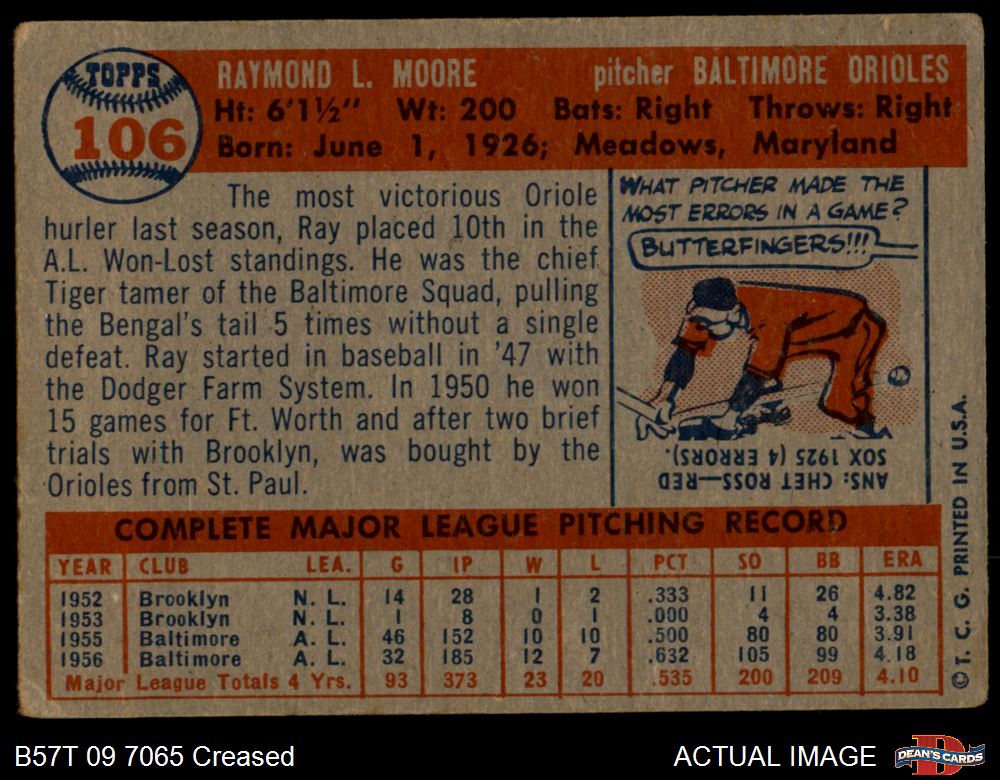 TOPPS
106
RAYMOND L. MOORE pitcher BALTIMORE ORIOLES
Ht: 6'1½" Wt: 200 Bats: Right Throws: Right
Born: June 1, 1926; Meadows, Maryland
The most victorious Oriole
hurler last season, Ray placed 10th in the
A.L. Won-Lost standings. He was the chief
Tiger tamer of the Baltimore Squad, pulling
the Bengal's tail 5 times without a single
defeat. Ray started in baseball in '47 with
the Dodger Farm System. In 1950 he won
15 games for Ft. Worth and after two brief
trials with Brooklyn, was bought by the
Orioles from St. Paul.
WHAT PITCHER MADE THE
MOST ERRORS IN A GAME?
BUTTERFINGERS!!!
ANS: CHET ROSS—RED
SOX 1925 (4 ERRORS).
COMPLETE MAJOR LEAGUE PITCHING RECORD
YEAR CLUB LEA. G IP W L PCT SO BB ERA
1952 Brooklyn N. L. 14 28 1 2 .333 11 26 4.82
1953 Brooklyn N. L. 1 8 0 1 .000 4 4 3.38
1955 Baltimore A. L. 46 152 10 10 .500 80 80 3.91
1956 Baltimore A. L. 32 185 12 7 .632 105 99 4.18
Major League Totals 4 Yrs. 93 373 23 20 .535 200 209 4.10
© T. C. G. PRINTED IN U.S.A.
B57T 09 7065 Creased
ACTUAL IMAGE
DEAN'S CARDS